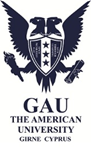 GAU
THE AMERICAN
UNIVERSITY
GIRNE CYPRUS